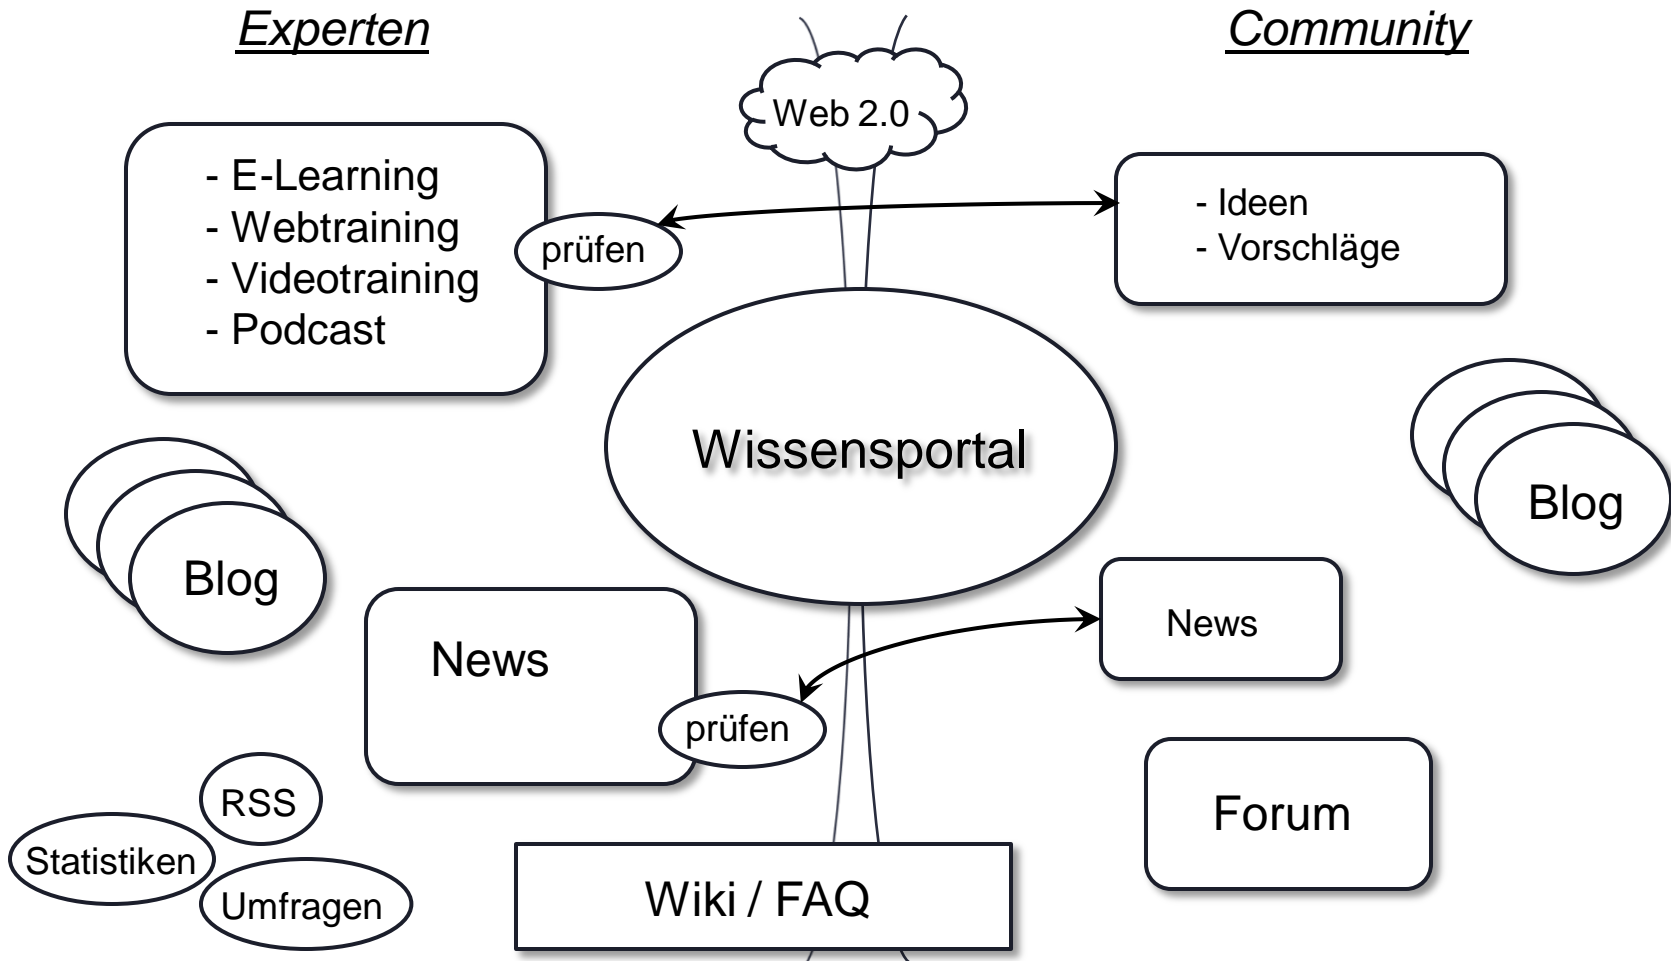 Experten
Community
Web 2.0
- E-Learning
- Webtraining
- Videotraining
- Podcast
prüfen
- Ideen
- Vorschläge
Wissensportal
Blog
Blog
News
prüfen
News
RSS
Statistiken
Umfragen
Wiki / FAQ
Forum